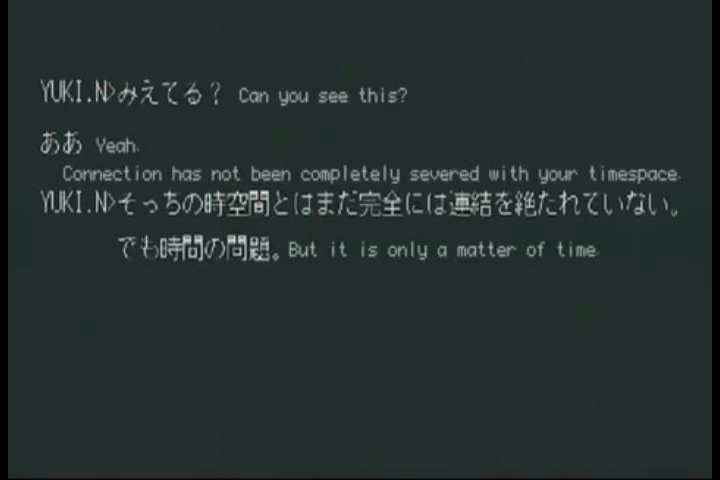 YUKI.N>みえてる？ Can you see this?
ああ Yeah.
Connection has not been completely severed with your timespace.
YUKI.N>そっちの時空間とはまだ完全には連結を絶たれていない。
でも時間の問題。But it is only a matter of time.